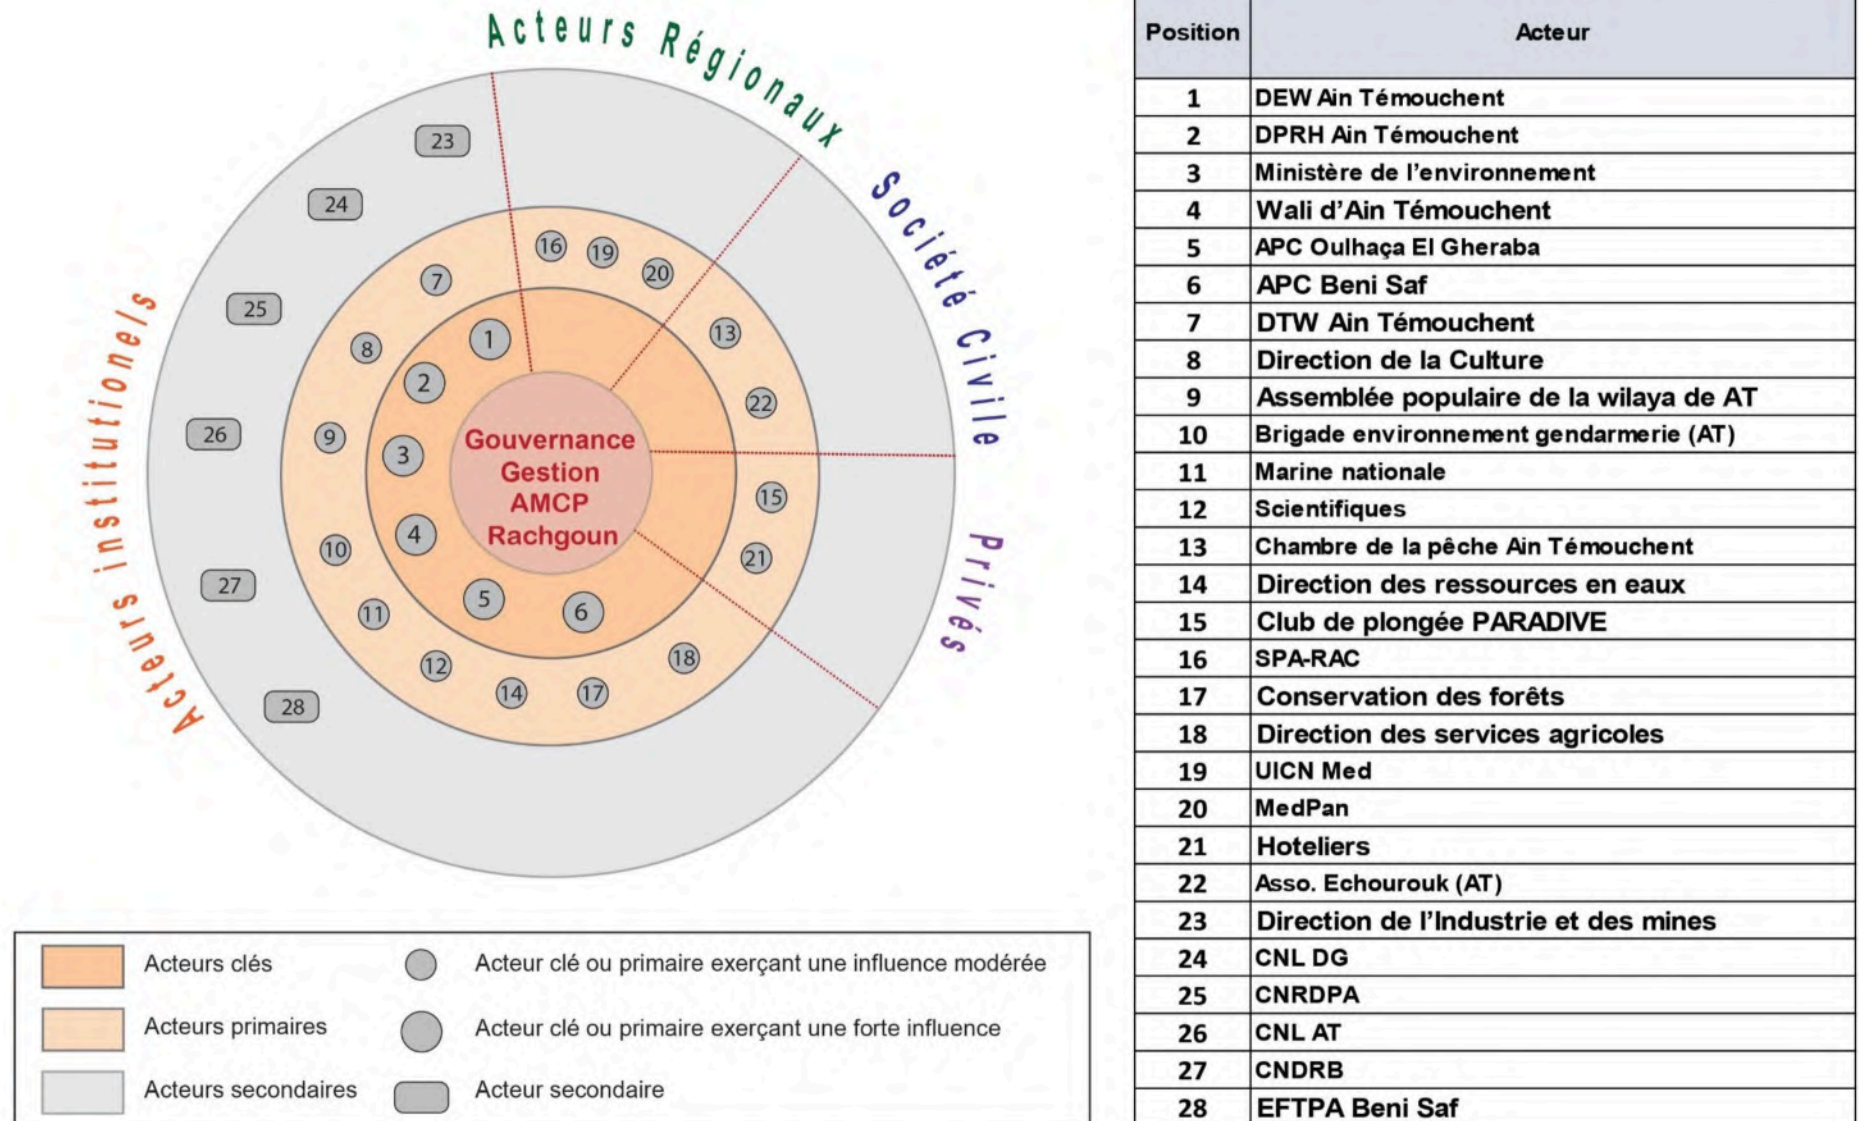 Acteurs Régionaux
Société Civile
Privés
Acteurs institutionels
23
24
25
26
27
28
16
19
20
7
8
9
10
11
12
14
17
18
13
22
15
21
1
2
3
4
5
6
Gouvernance
Gestion
AMCP
Rachgoun
Acteurs clés
Acteur clé ou primaire exerçant une influence modérée
Acteurs primaires
Acteur clé ou primaire exerçant une forte influence
Acteurs secondaires
Acteur secondaire
Position Acteur
1 DEW Ain Témouchent
2 DPRH Ain Témouchent
3 Ministère de l'environnement
4 Wali d'Ain Témouchent
5 APC Oulhaça El Gheraba
6 APC Beni Saf
7 DTW Ain Témouchent
8 Direction de la Culture
9 Assemblée populaire de la wilaya de AT
10 Brigade environnement gendarmerie (AT)
11 Marine nationale
12 Scientifiques
13 Chambre de la pêche Ain Témouchent
14 Direction des ressources en eaux
15 Club de plongée PARADIVE
16 SPA-RAC
17 Conservation des forêts
18 Direction des services agricoles
19 UICN Med
20 MedPan
21 Hoteliers
22 Asso. Echourouk (AT)
23 Direction de l'Industrie et des mines
24 CNL DG
25 CNRDPA
26 CNL AT
27 CNDRB
28 EFTPA Beni Saf